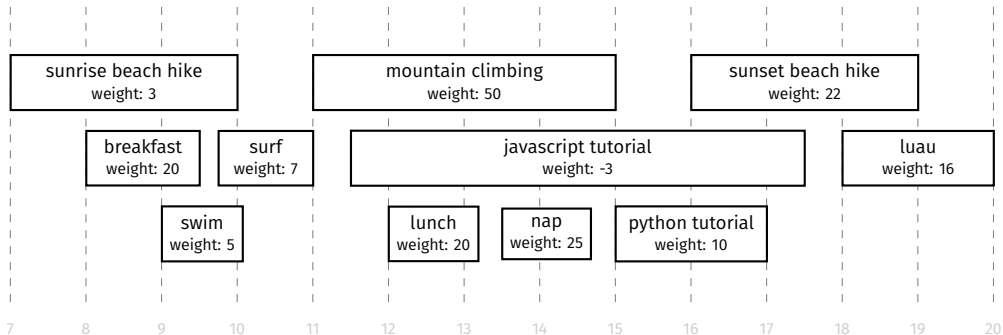 sunrise beach hike
weight: 3
mountain climbing
weight: 50
sunset beach hike
weight: 22
breakfast
weight: 20
surf
weight: 7
javascript tutorial
weight: -3
luau
weight: 16
swim
weight: 5
lunch
weight: 20
nap
weight: 25
python tutorial
weight: 10
7 8 9 10 11 12 13 14 15 16 17 18 19 20